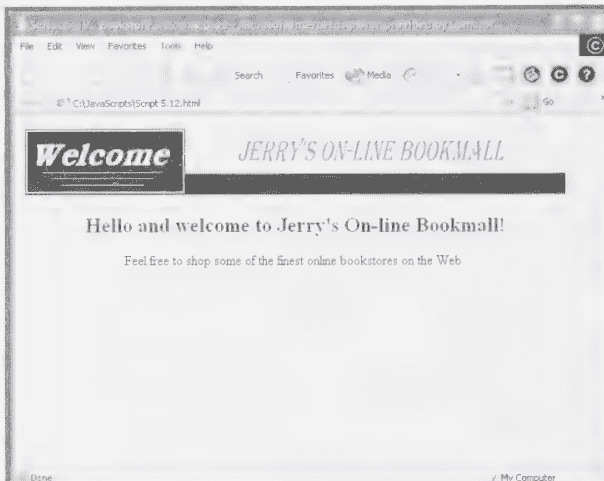 File Edit View Favorites Tools Help
Search Favorites Media
C:\JavaScripts\Script 5.12.html Go
Welcome
JERRY'S ON-LINE BOOKMALL
Hello and welcome to Jerry's On-line Bookmall!
Feel free to shop some of the finest online bookstores on the Web
Done My Computer